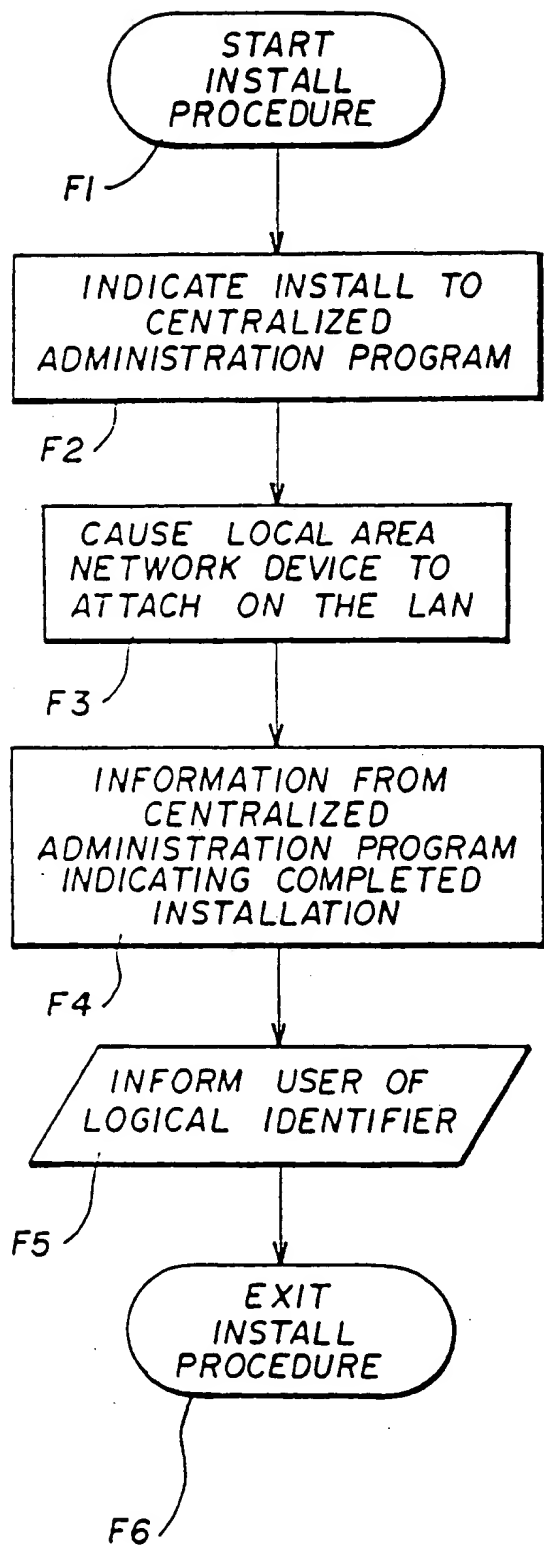 START
INSTALL
PROCEDURE
F1
INDICATE INSTALL TO
CENTRALIZED
ADMINISTRATION PROGRAM
F2
CAUSE LOCAL AREA
NETWORK DEVICE TO
ATTACH ON THE LAN
F3
INFORMATION FROM
CENTRALIZED
ADMINISTRATION PROGRAM
INDICATING COMPLETED
INSTALLATION
F4
INFORM USER OF
LOGICAL IDENTIFIER
F5
EXIT
INSTALL
PROCEDURE
F6